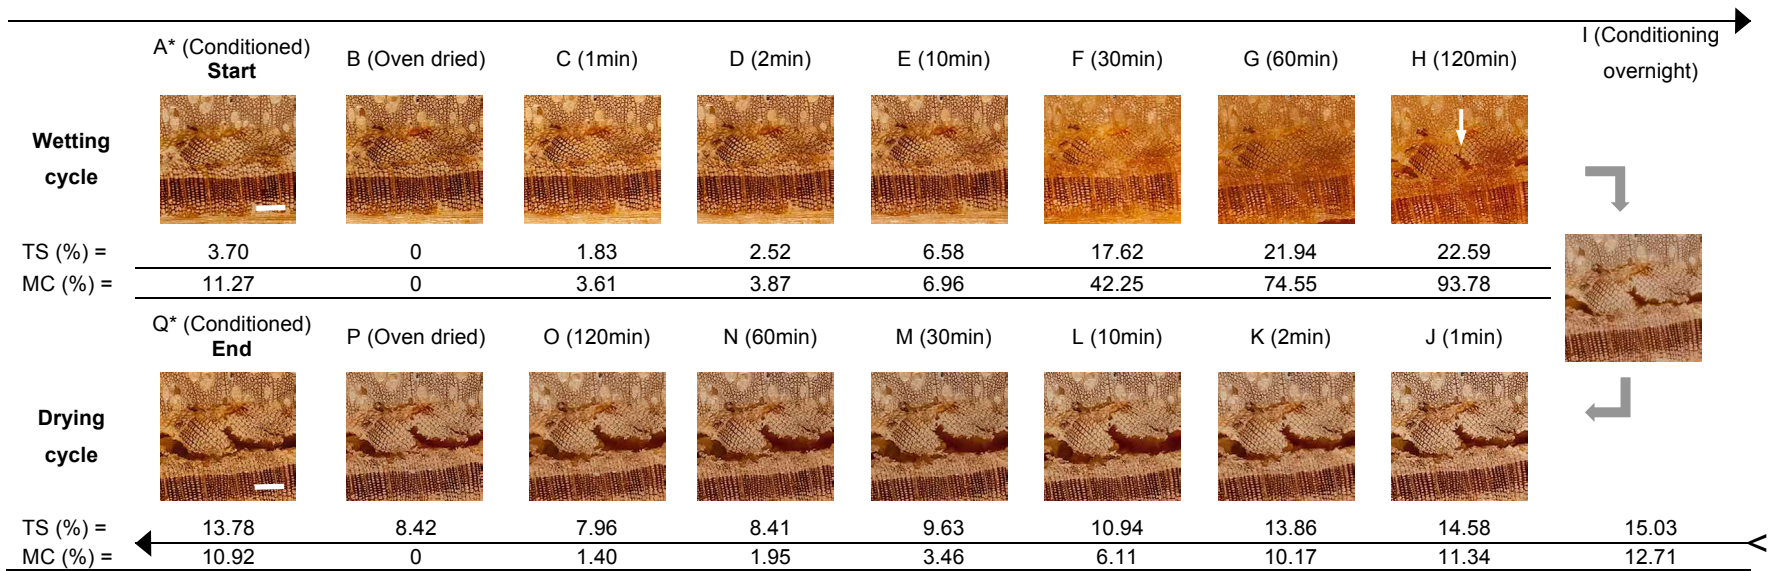 A* (Conditioned) Start B (Oven dried) C (1min) D (2min) E (10min) F (30min) G (60min) H (120min) I (Conditioning overnight)
Wetting cycle
TS (%) = 3.70 0 1.83 2.52 6.58 17.62 21.94 22.59
MC (%) = 11.27 0 3.61 3.87 6.96 42.25 74.55 93.78
Q* (Conditioned) End P (Oven dried) O (120min) N (60min) M (30min) L (10min) K (2min) J (1min)
Drying cycle
TS (%) = 13.78 8.42 7.96 8.41 9.63 10.94 13.86 14.58 15.03
MC (%) = 10.92 0 1.40 1.95 3.46 6.11 10.17 11.34 12.71